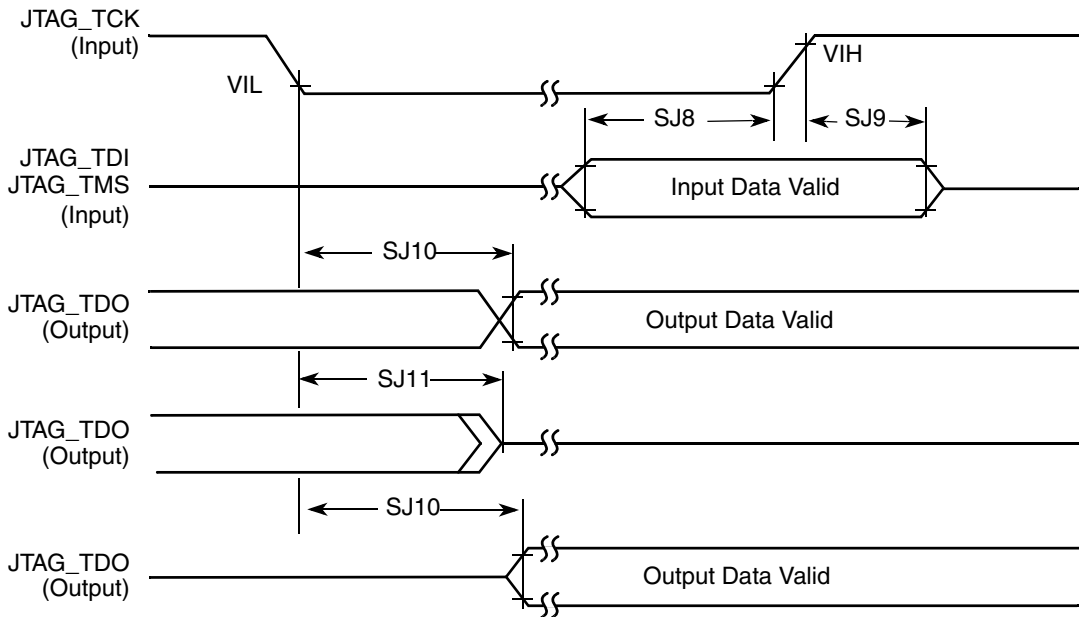 JTAG_TCK
(Input)
VIL
VIH
SJ8
SJ9
JTAG_TDI
JTAG_TMS
(Input)
Input Data Valid
SJ10
JTAG_TDO
(Output)
Output Data Valid
SJ11
JTAG_TDO
(Output)
SJ10
JTAG_TDO
(Output)
Output Data Valid